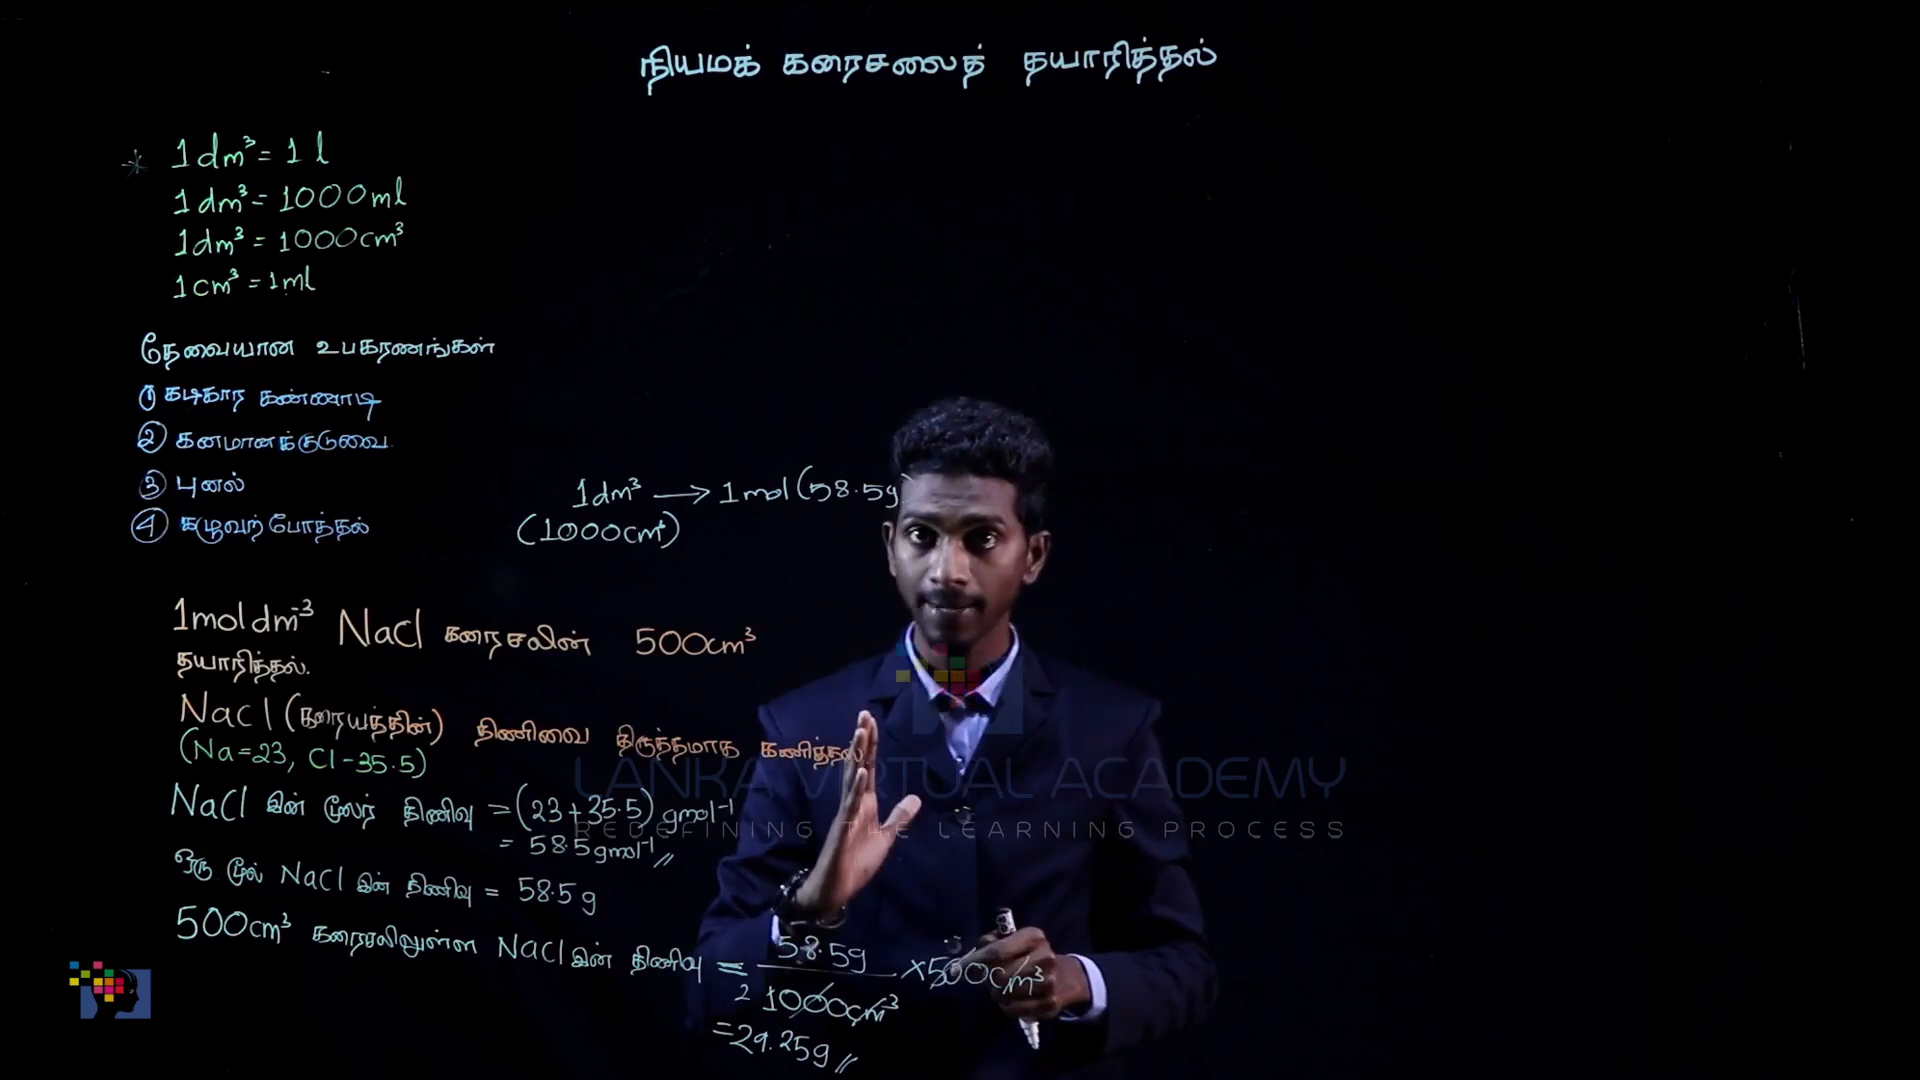 நியமக் கரைசலைத் தயாரித்தல்
* 1dm³ = 1 l
1dm³ = 1000ml
1dm³ = 1000cm³
1cm³ = 1ml
தேவையான உபகரணங்கள்
① கடிகார கண்ணாடி
② கனமானக்குடுவை.
③ புனல்
④ கழுவற்போத்தல்
1dm³ → 1mol (58.5g)
(1000cm³)
1moldm⁻³ NaCl கரைசலின் 500cm³
தயாரித்தல்.
NaCl (கரையத்தின்) திணிவை திருத்தமாக கணித்தல்
(Na=23, Cl-35.5)
NaCl இன் மூலர் திணிவு = (23+35.5) gmol⁻¹
= 58.5gmol⁻¹//
ஒரு மூல் NaCl இன் திணிவு = 58.5g
500cm³ கரைசலிலுள்ள NaCl இன் திணிவு = 58.5g / 1000cm³ × 500cm³
2
= 29.25g//
LANKA VIRTUAL ACADEMY
REDEFINING THE LEARNING PROCESS